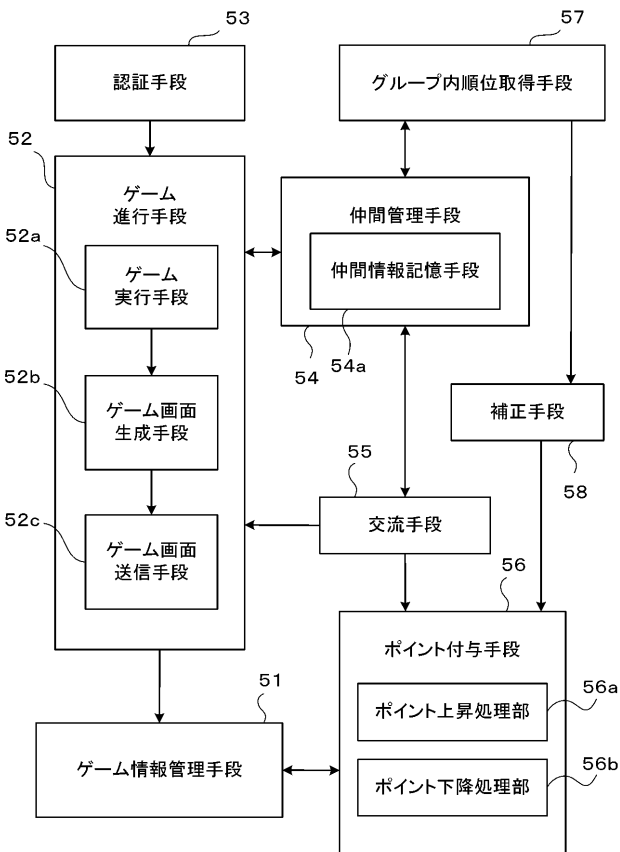 53
57
認証手段
グループ内順位取得手段
52
ゲーム
進行手段
仲間管理手段
52a
仲間情報記憶手段
ゲーム
実行手段
54
54a
52b
ゲーム画面
生成手段
補正手段
58
55
52c
交流手段
ゲーム画面
送信手段
56
ポイント付与手段
51
56a
ポイント上昇処理部
ゲーム情報管理手段
56b
ポイント下降処理部